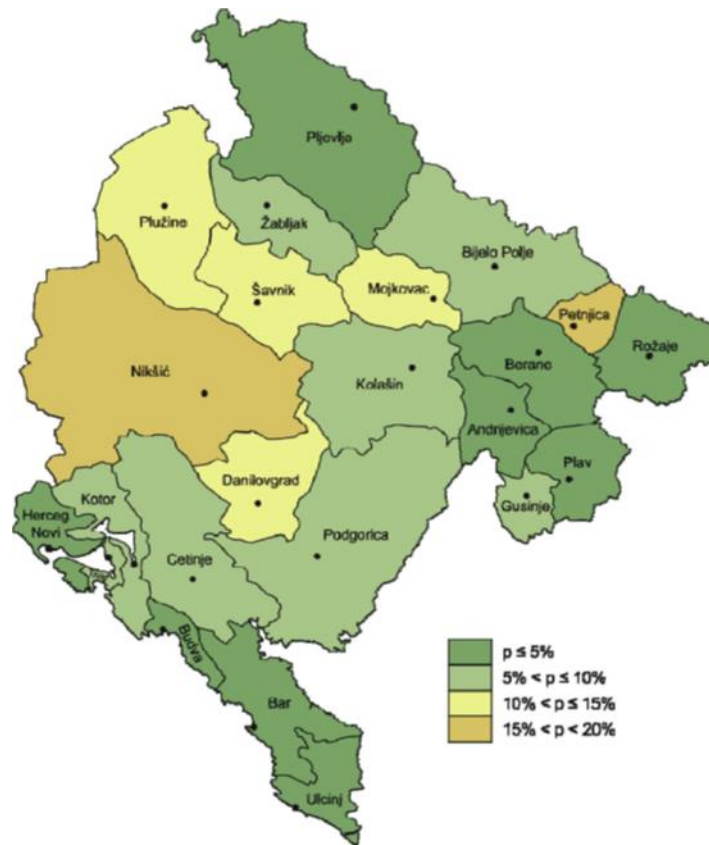 Pljevlja
Plužine
Žabljak
Bijelo Polje
Šavnik
Mojkovac
Petnjica
Rožaje
Berane
Nikšić
Kolašin
Andrijevica
Plav
Danilovgrad
Gusinje
Kotor
Herceg
Novi
Podgorica
Cetinje
Budva
Bar
Ulcinj
p ≤ 5%
5% < p ≤ 10%
10% < p ≤ 15%
15% < p < 20%